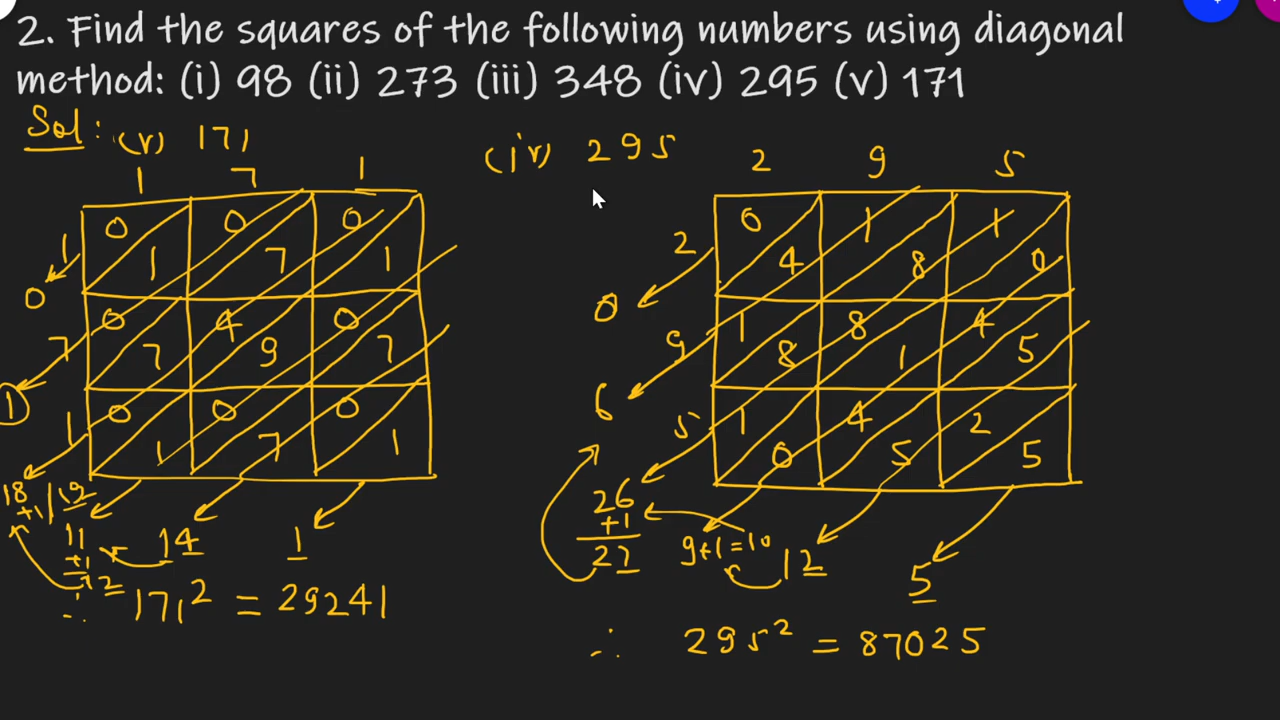 2. Find the squares of the following numbers using diagonal
method: (i) 98 (ii) 273 (iii) 348 (iv) 295 (v) 171
Sol : (v) 171
1 7 1
1 0 0 0
1 7 1
0
7 0 4 0
7 9 7
1
1 0 0 0
1 7 1
18 +1 / 19
11 +1 12
14
1
∴ 171² = 29241
(iv) 295
2 9 5
2 0 1 1
4 8 0
0
9 1 8 4
8 1 5
6
5 1 4 2
0 5 5
26
+1
27
9+1=10
12
5
∴ 295² = 87025